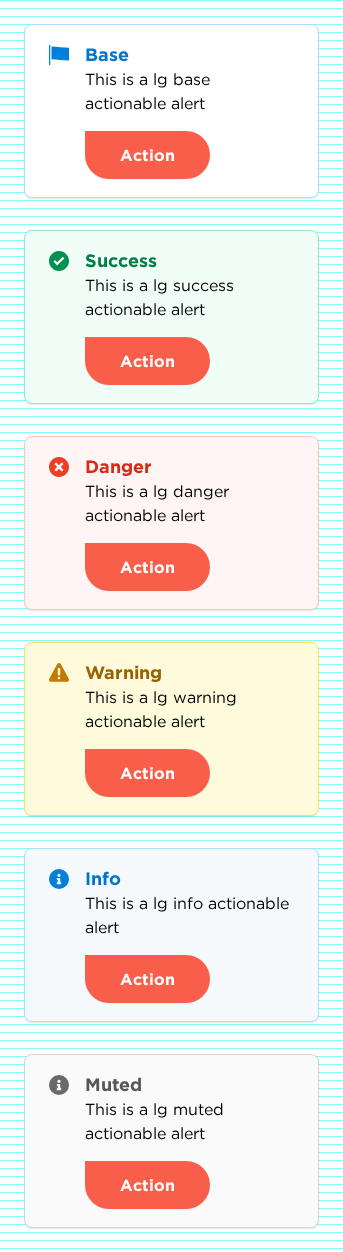 Base
This is a lg base
actionable alert
Action
Success
This is a lg success
actionable alert
Action
Danger
This is a lg danger
actionable alert
Action
Warning
This is a lg warning
actionable alert
Action
Info
This is a lg info actionable
alert
Action
Muted
This is a lg muted
actionable alert
Action